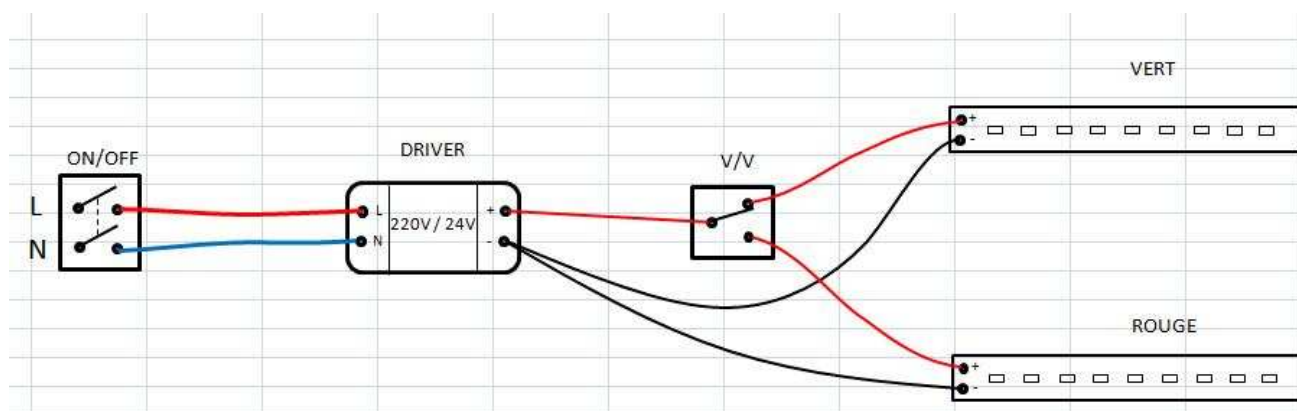 VERT
ON/OFF
DRIVER
V/V
L
N
L
220V / 24V
N
+
-
+
-
ROUGE
+
-